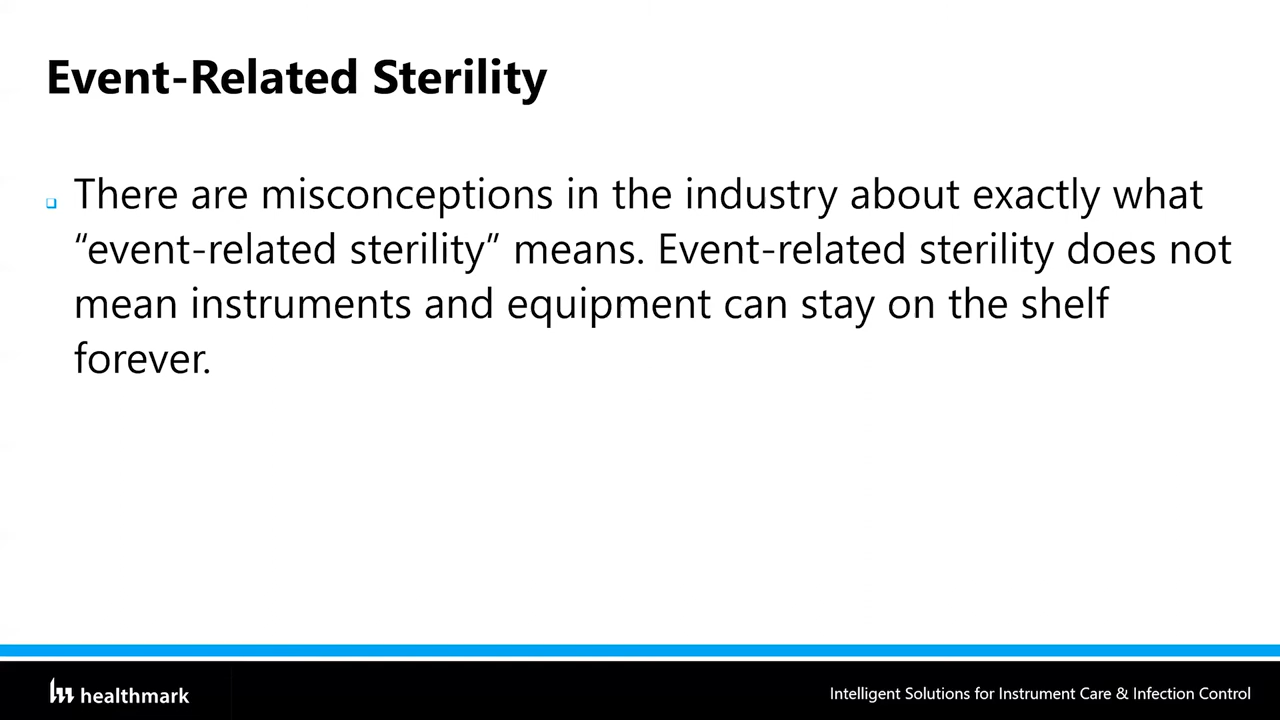 Event-Related Sterility
There are misconceptions in the industry about exactly what
“event-related sterility” means. Event-related sterility does not
mean instruments and equipment can stay on the shelf
forever.
healthmark
Intelligent Solutions for Instrument Care & Infection Control